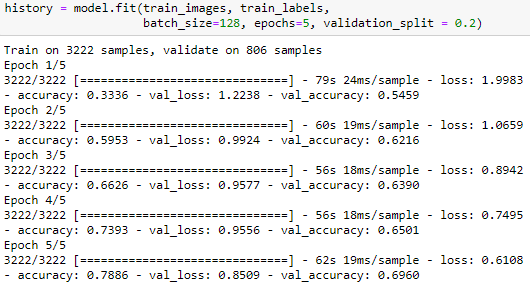 history = model.fit(train_images, train_labels,
batch_size=128, epochs=5, validation_split = 0.2)
Train on 3222 samples, validate on 806 samples
Epoch 1/5
3222/3222 [==============================] - 79s 24ms/sample - loss: 1.9983
- accuracy: 0.3336 - val_loss: 1.2238 - val_accuracy: 0.5459
Epoch 2/5
3222/3222 [==============================] - 60s 19ms/sample - loss: 1.0659
- accuracy: 0.5953 - val_loss: 0.9924 - val_accuracy: 0.6216
Epoch 3/5
3222/3222 [==============================] - 56s 18ms/sample - loss: 0.8942
- accuracy: 0.6626 - val_loss: 0.9577 - val_accuracy: 0.6390
Epoch 4/5
3222/3222 [==============================] - 56s 18ms/sample - loss: 0.7495
- accuracy: 0.7393 - val_loss: 0.9556 - val_accuracy: 0.6501
Epoch 5/5
3222/3222 [==============================] - 62s 19ms/sample - loss: 0.6108
- accuracy: 0.7886 - val_loss: 0.8509 - val_accuracy: 0.6960